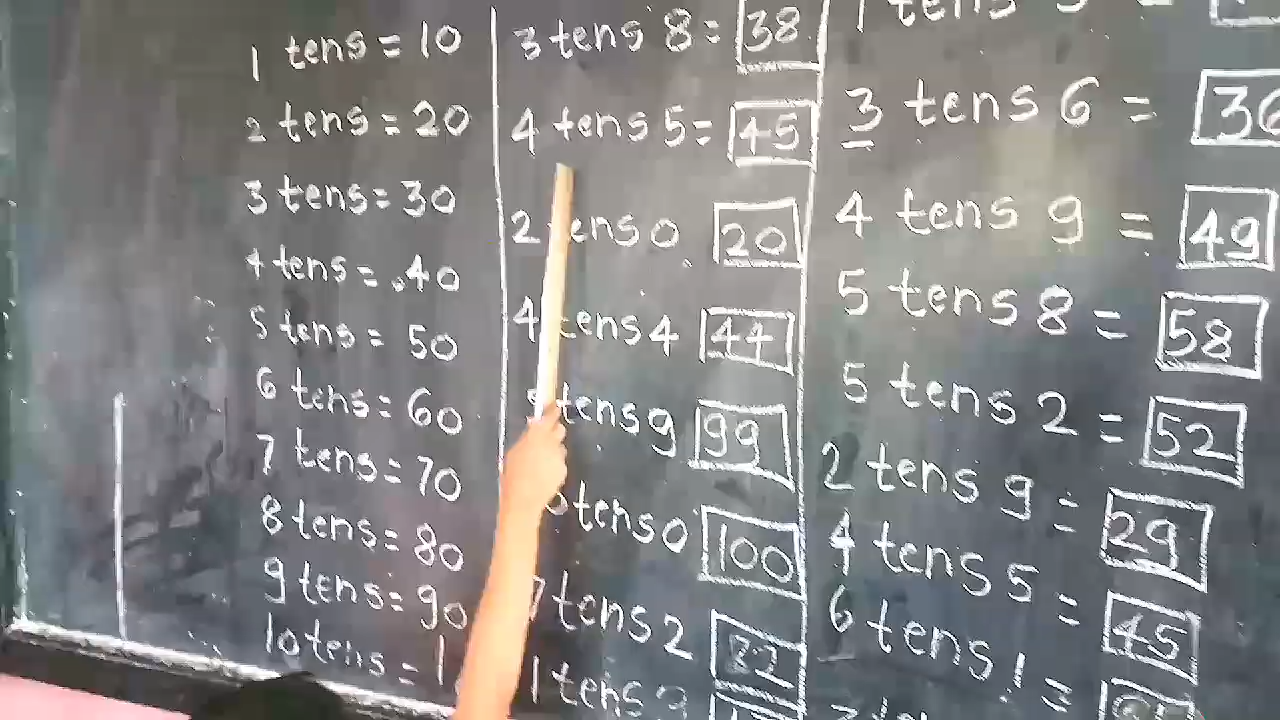 1 tens = 10
2 tens = 20
3 tens = 30
4 tens = 40
5 tens = 50
6 tens = 60
7 tens = 70
8 tens = 80
9 tens = 90
10 tens = 1
3 tens 8 = 38
4 tens 5 = 45
2 tens 0 20
4 tens 4 44
tens 9 99
tens 0 100
7 tens 2
1 tens
1 tens
3 tens 6 = 36
4 tens 9 = 49
5 tens 8 = 58
5 tens 2 = 52
2 tens 9 = 29
4 tens 5 = 45
6 tens 1 =